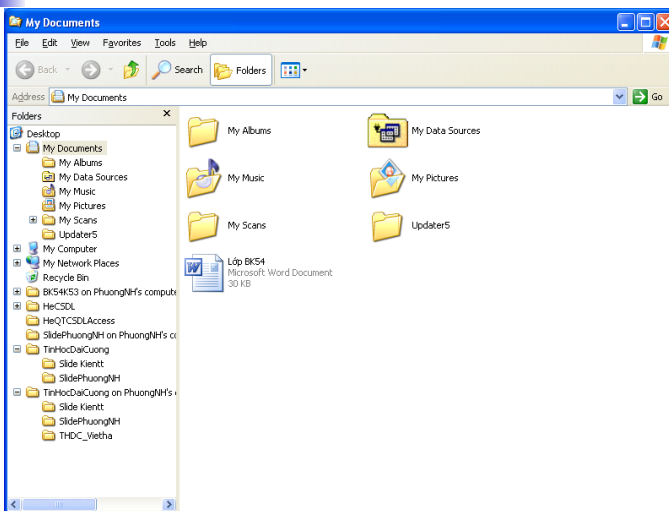 My Documents
File Edit View Favorites Tools Help
Back Search Folders
Address My Documents Go
Folders
Desktop
My Documents
My Albums
My Data Sources
My Music
My Pictures
My Scans
Updater5
My Computer
My Network Places
Recycle Bin
BK54K53 on PhuongNH's compute
HeCSDL
HeQTCSDLAccess
SlidePhuongNH on PhuongNH's co
TinHocDaiCuong
Slide Kientt
SlidePhuongNH
TinHocDaiCuong on PhuongNH's
Slide Kientt
SlidePhuongNH
THDC_Vietha
My Albums
My Data Sources
My Music
My Pictures
My Scans
Updater5
Lớp BK54
Microsoft Word Document
30 KB